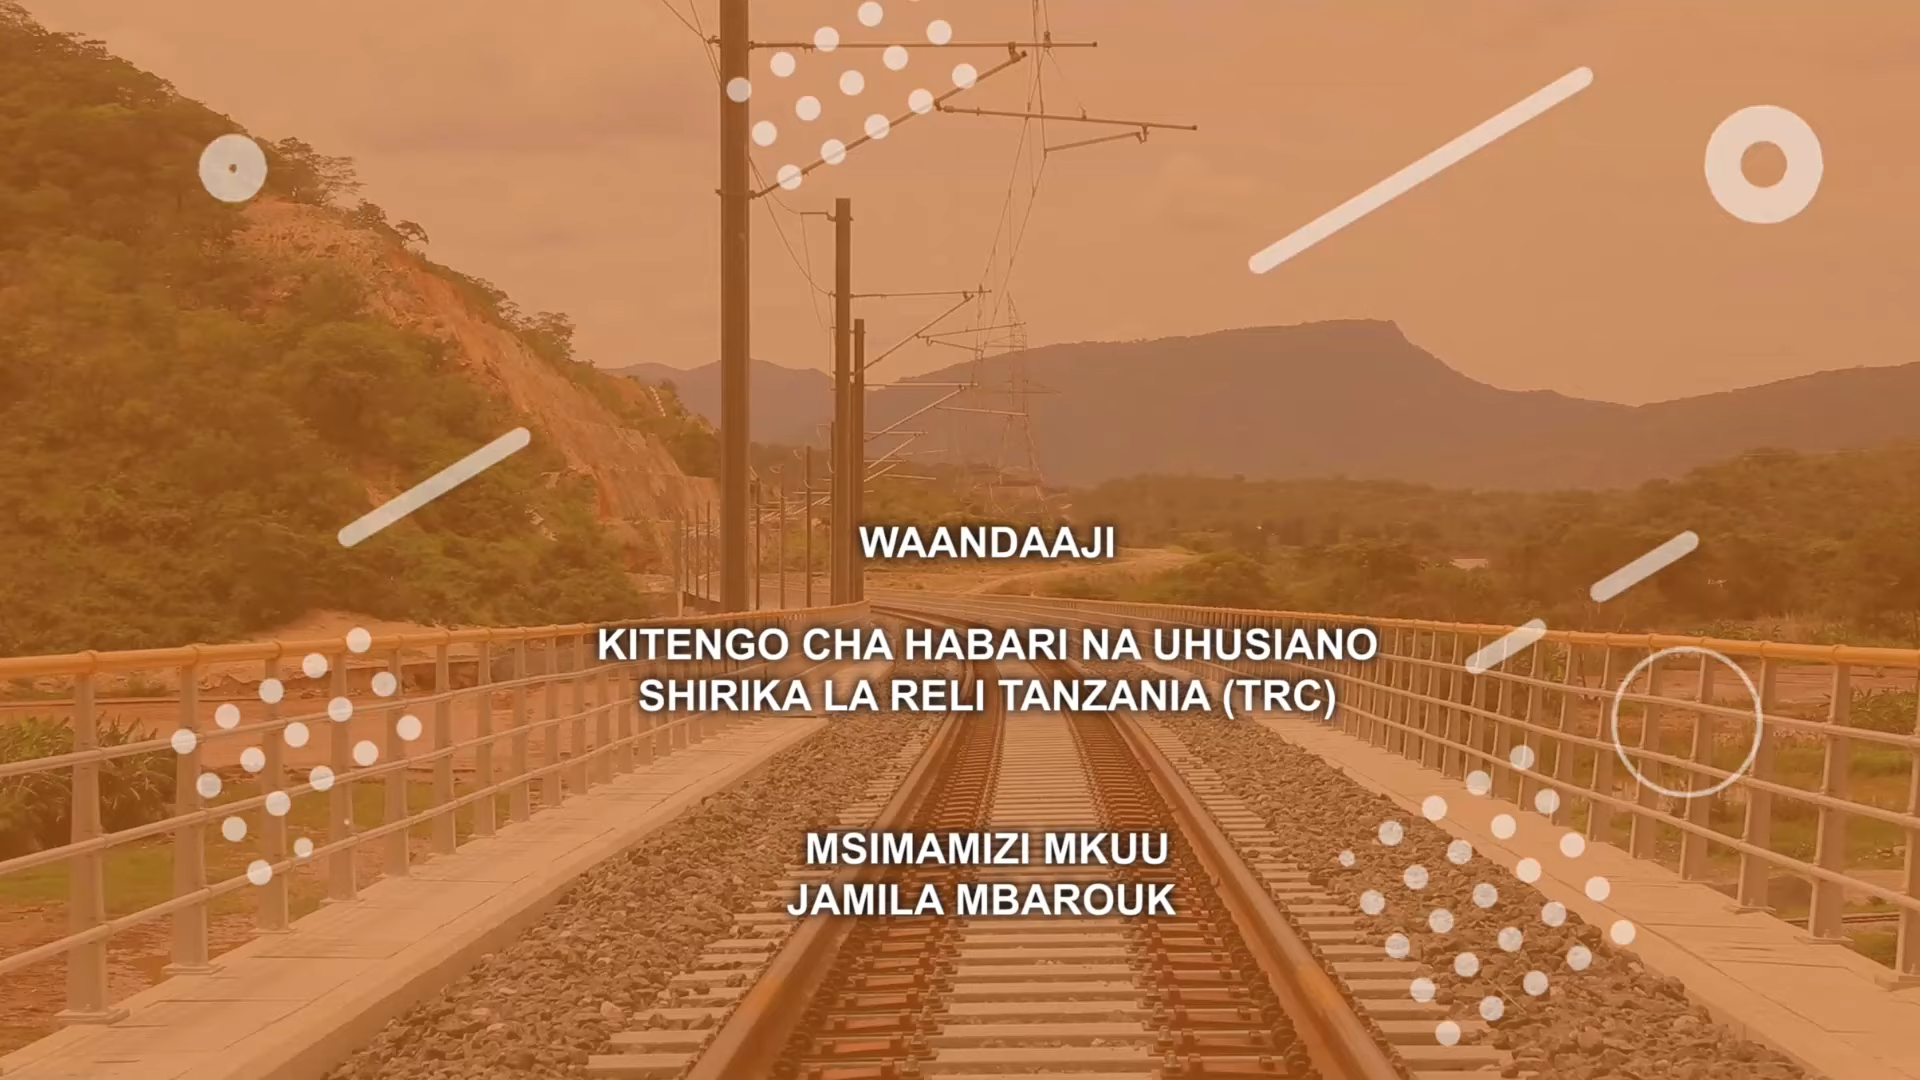 WAANDAAJI
KITENGO CHA HABARI NA UHUSIANO
SHIRIKA LA RELI TANZANIA (TRC)
MSIMAMIZI MKUU
JAMILA MBAROUK